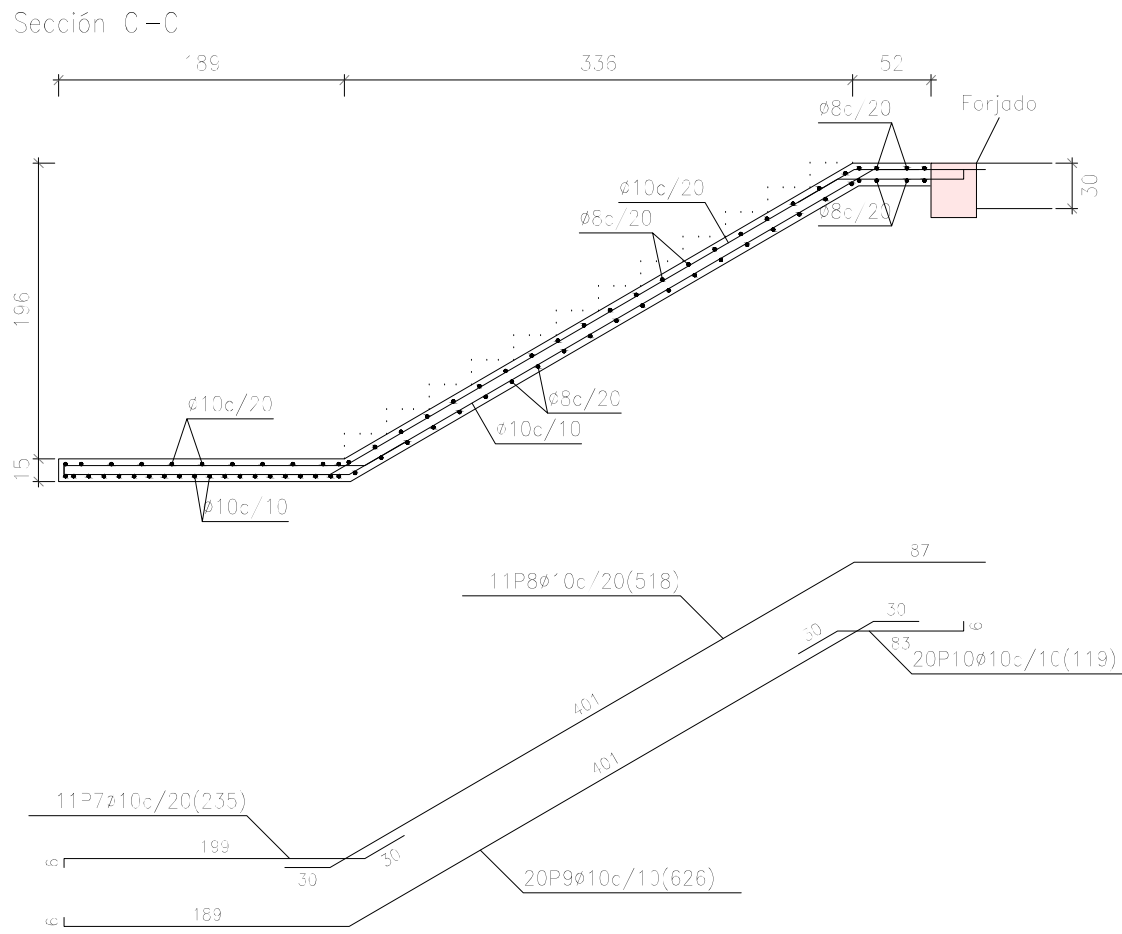 Sección C-C
189
336
52
Forjado
ø8c/20
30
ø10c/20
ø8c/20
ø8c/20
196
ø10c/20
ø8c/20
ø10c/10
15
ø10c/10
87
11P8ø10c/20(518)
30
30
6
83
20P10ø10c/10(119)
401
401
11P7ø10c/20(235)
199
30
6
30
20P9ø10c/10(626)
189
6